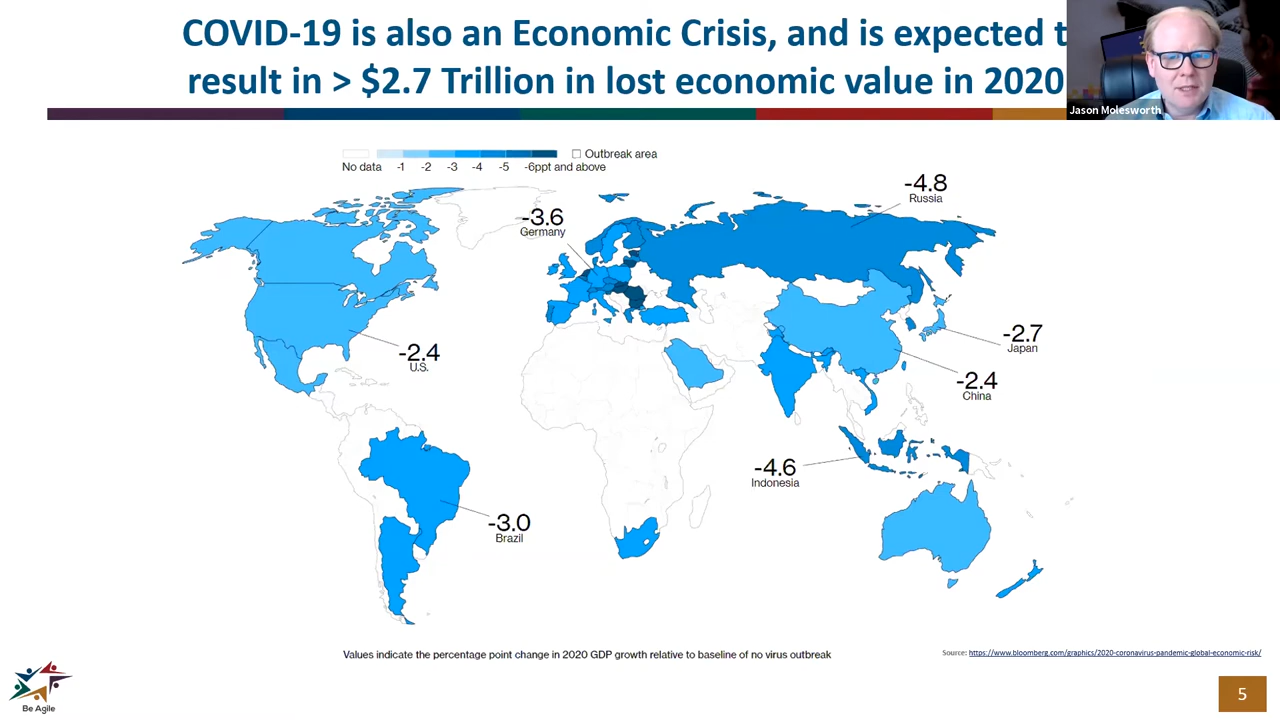 COVID-19 is also an Economic Crisis, and is expected t
result in > $2.7 Trillion in lost economic value in 2020
Jason Molesworth
Outbreak area
No data -1 -2 -3 -4 -5 -6ppt and above
-4.8
Russia
-3.6
Germany
-2.7
Japan
-2.4
U.S.
-2.4
China
-4.6
Indonesia
-3.0
Brazil
Values indicate the percentage point change in 2020 GDP growth relative to baseline of no virus outbreak
Source: https://www.bloomberg.com/graphics/2020-coronavirus-pandemic-global-economic-risk/
Be Agile
5